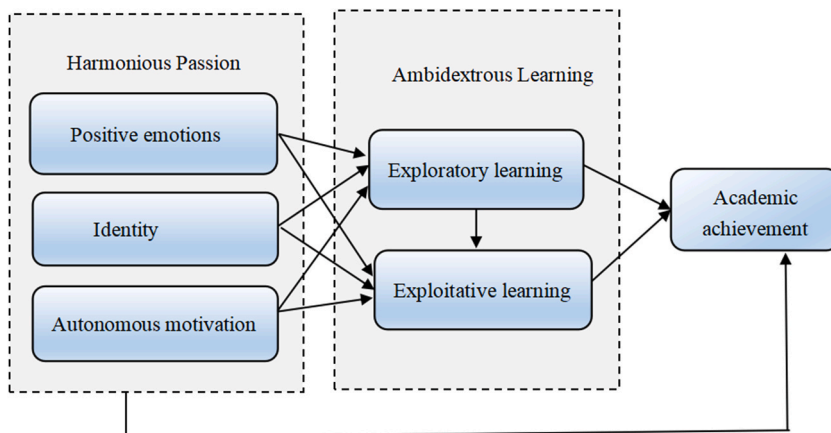 Harmonious Passion
Positive emotions
Identity
Autonomous motivation
Ambidextrous Learning
Exploratory learning
Exploitative learning
Academic
achievement